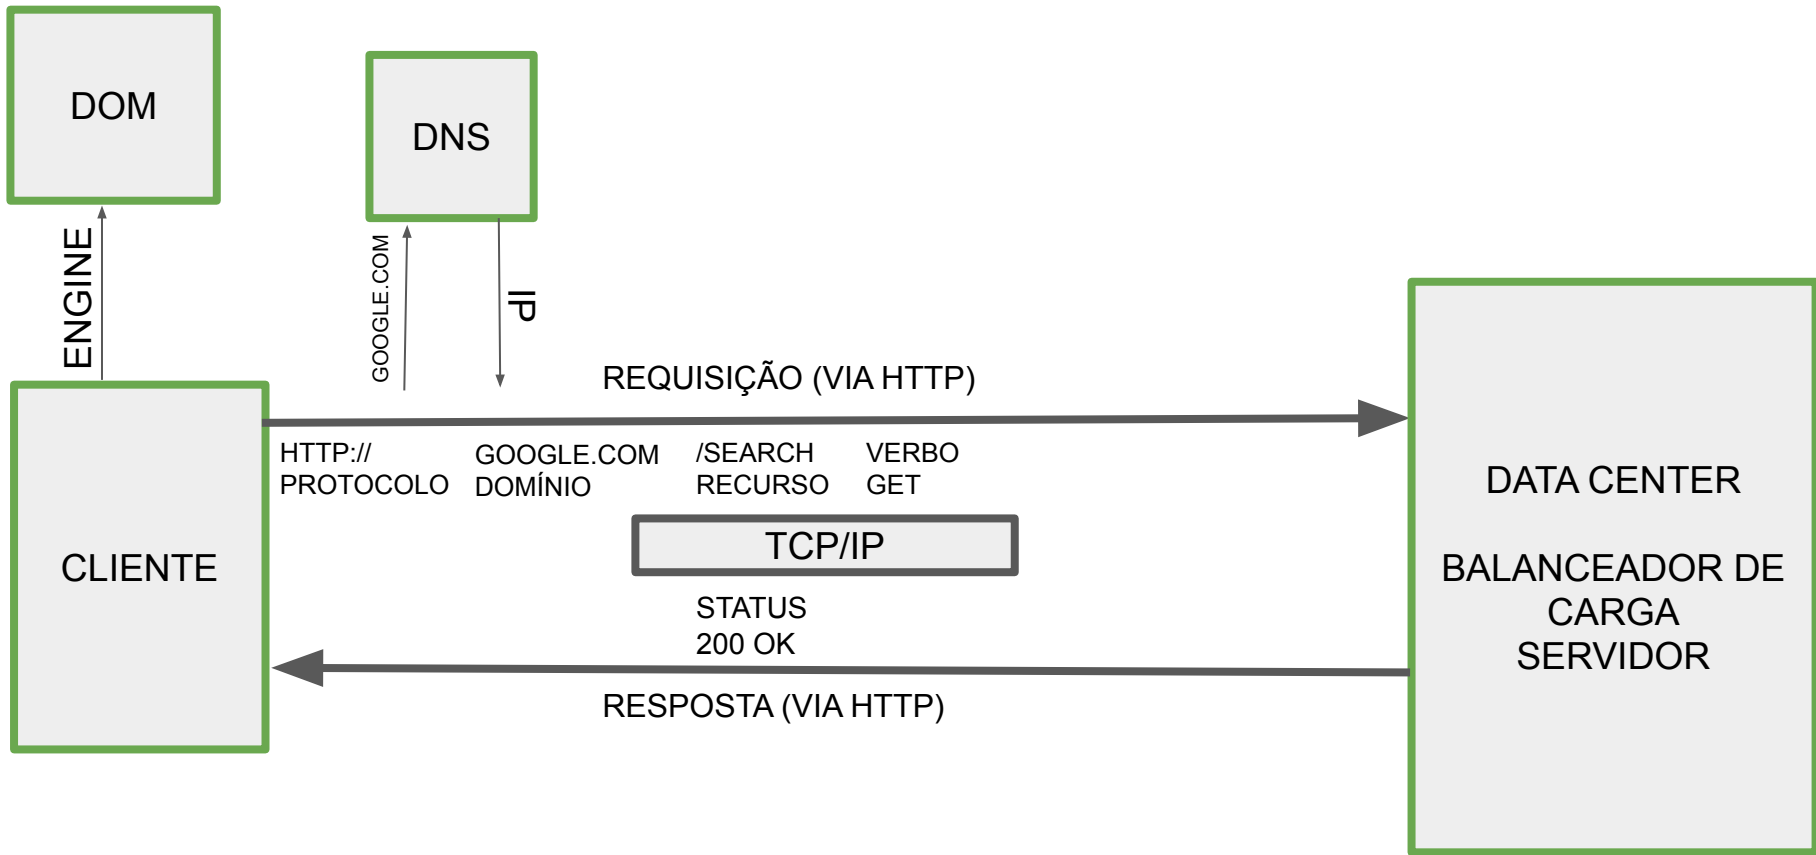 DOM
DNS
ENGINE
GOOGLE.COM
IP
REQUISIÇÃO (VIA HTTP)
HTTP://
PROTOCOLO
GOOGLE.COM
DOMÍNIO
/SEARCH
RECURSO
VERBO
GET
TCP/IP
CLIENTE
STATUS
200 OK
RESPOSTA (VIA HTTP)
DATA CENTER
BALANCEADOR DE
CARGA
SERVIDOR